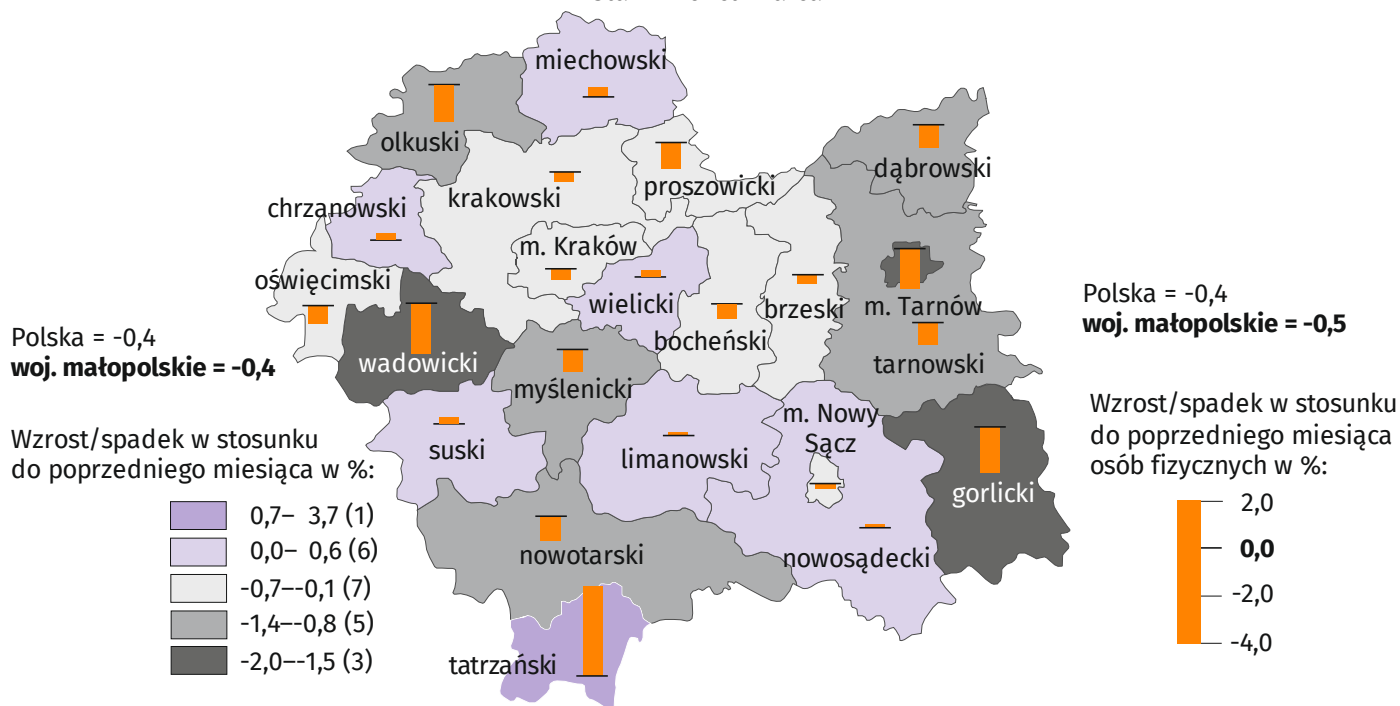 miechowski
olkuski
dąbrowski
proszowicki
krakowski
chrzanowski
m. Kraków
oświęcimski
wielicki
brzeski
m. Tarnów
bocheński
tarnowski
wadowicki
myślenicki
Polska = -0,4
woj. małopolskie = -0,4
Polska = -0,4
woj. małopolskie = -0,5
suski
limanowski
m. Nowy
Sącz
gorlicki
nowotarski
nowosądecki
tatrzański
Wzrost/spadek w stosunku
do poprzedniego miesiąca w %:
0,7– 3,7 (1)
0,0– 0,6 (6)
-0,7–-0,1 (7)
-1,4–-0,8 (5)
-2,0–-1,5 (3)
Wzrost/spadek w stosunku
do poprzedniego miesiąca
osób fizycznych w %:
2,0
0,0
-2,0
-4,0